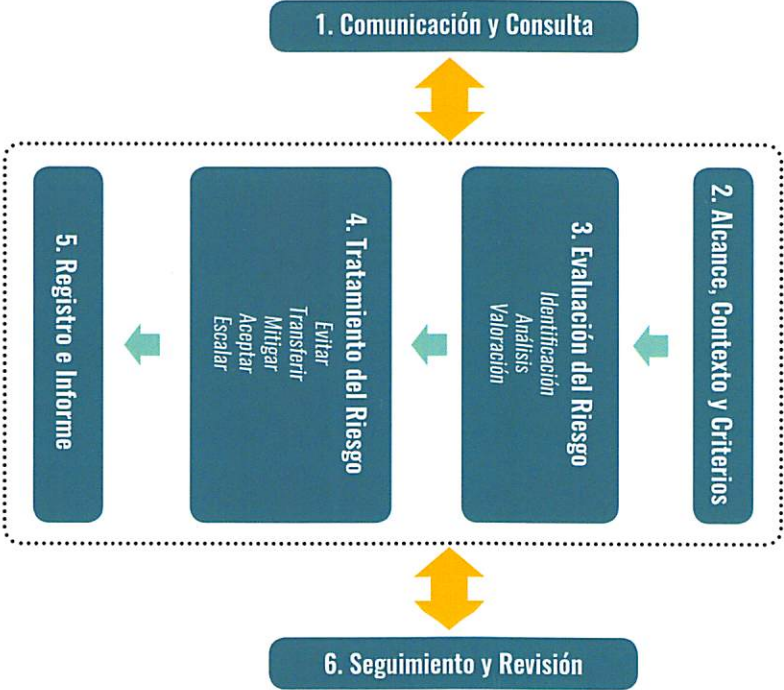 1. Comunicación y Consulta
2. Alcance, Contexto y Criterios
3. Evaluación del Riesgo
Identificación
Análisis
Valoración
4. Tratamiento del Riesgo
Evitar
Transferir
Mitigar
Aceptar
Escalar
5. Registro e Informe
6. Seguimiento y Revisión